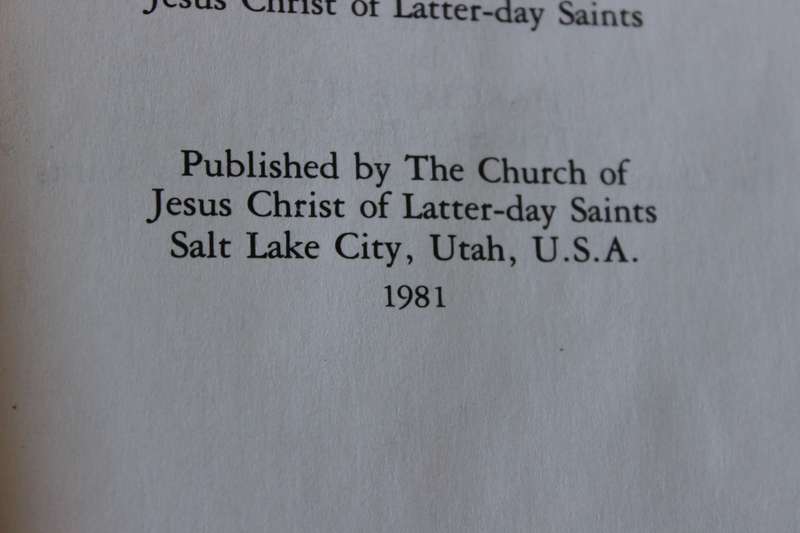 Jesus Christ of Latter-day Saints
Published by The Church of
Jesus Christ of Latter-day Saints
Salt Lake City, Utah, U.S.A.
1981